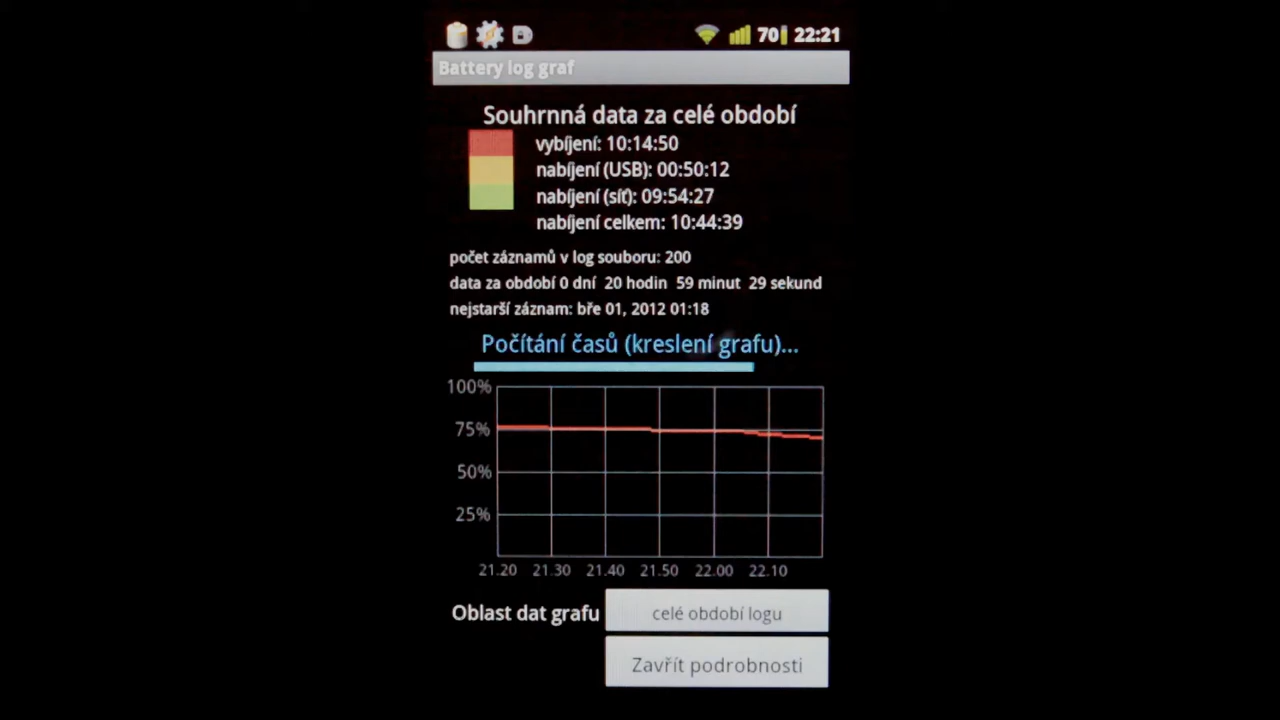 70 22:21
Battery log graf
Souhrnná data za celé období
vybíjení: 10:14:50
nabíjení (USB): 00:50:12
nabíjení (síť): 09:54:27
nabíjení celkem: 10:44:39
počet záznamů v log souboru: 200
data za období 0 dní 20 hodin 59 minut 29 sekund
nejstarší záznam: bře 01, 2012 01:18
Počítání časů (kreslení grafu)...
100%
75%
50%
25%
21.20 21.30 21.40 21.50 22.00 22.10
Oblast dat grafu celé období logu
Zavřít podrobnosti